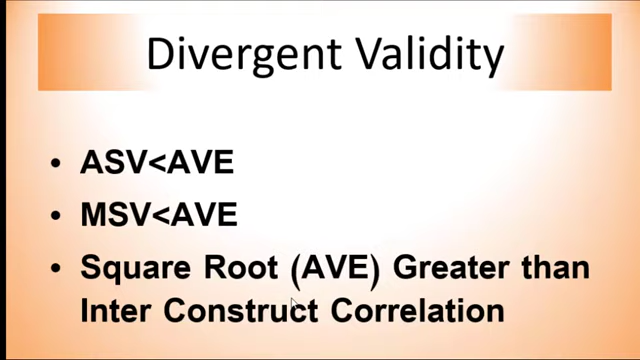 Divergent Validity
• ASV<AVE
• MSV<AVE
• Square Root (AVE) Greater than
Inter Construct Correlation